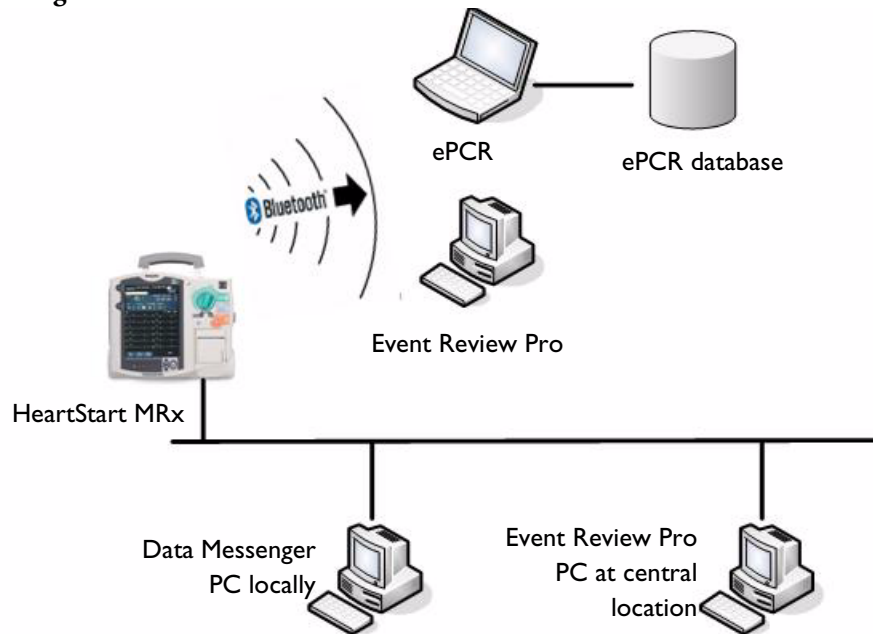 ePCR
ePCR database
Bluetooth®
Event Review Pro
HeartStart MRx
Data Messenger
PC locally
Event Review Pro
PC at central
location